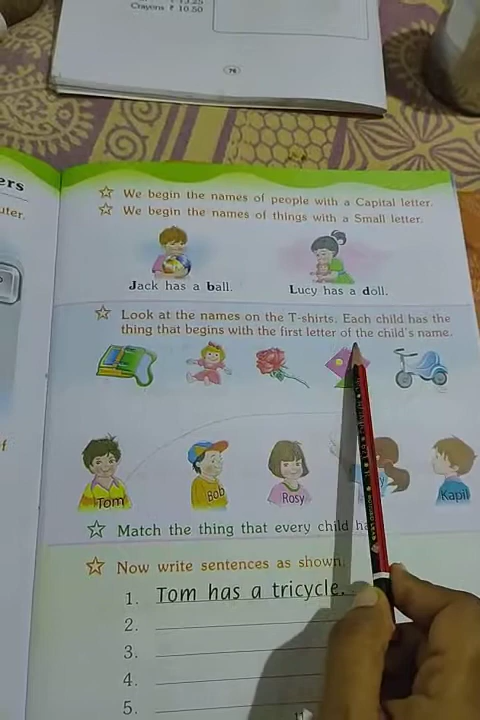 Crayons ₹ 10.50
76
ers
uter.
☆ We begin the names of people with a Capital letter.
☆ We begin the names of things with a Small letter.
Jack has a ball.
Lucy has a doll.
☆ Look at the names on the T-shirts. Each child has the
thing that begins with the first letter of the child's name.
Tom
Bob
Rosy
Kapil
☆ Match the thing that every child
☆ Now write sentences as shown.
1. Tom has a tricycle.
2.
3.
4.
5.